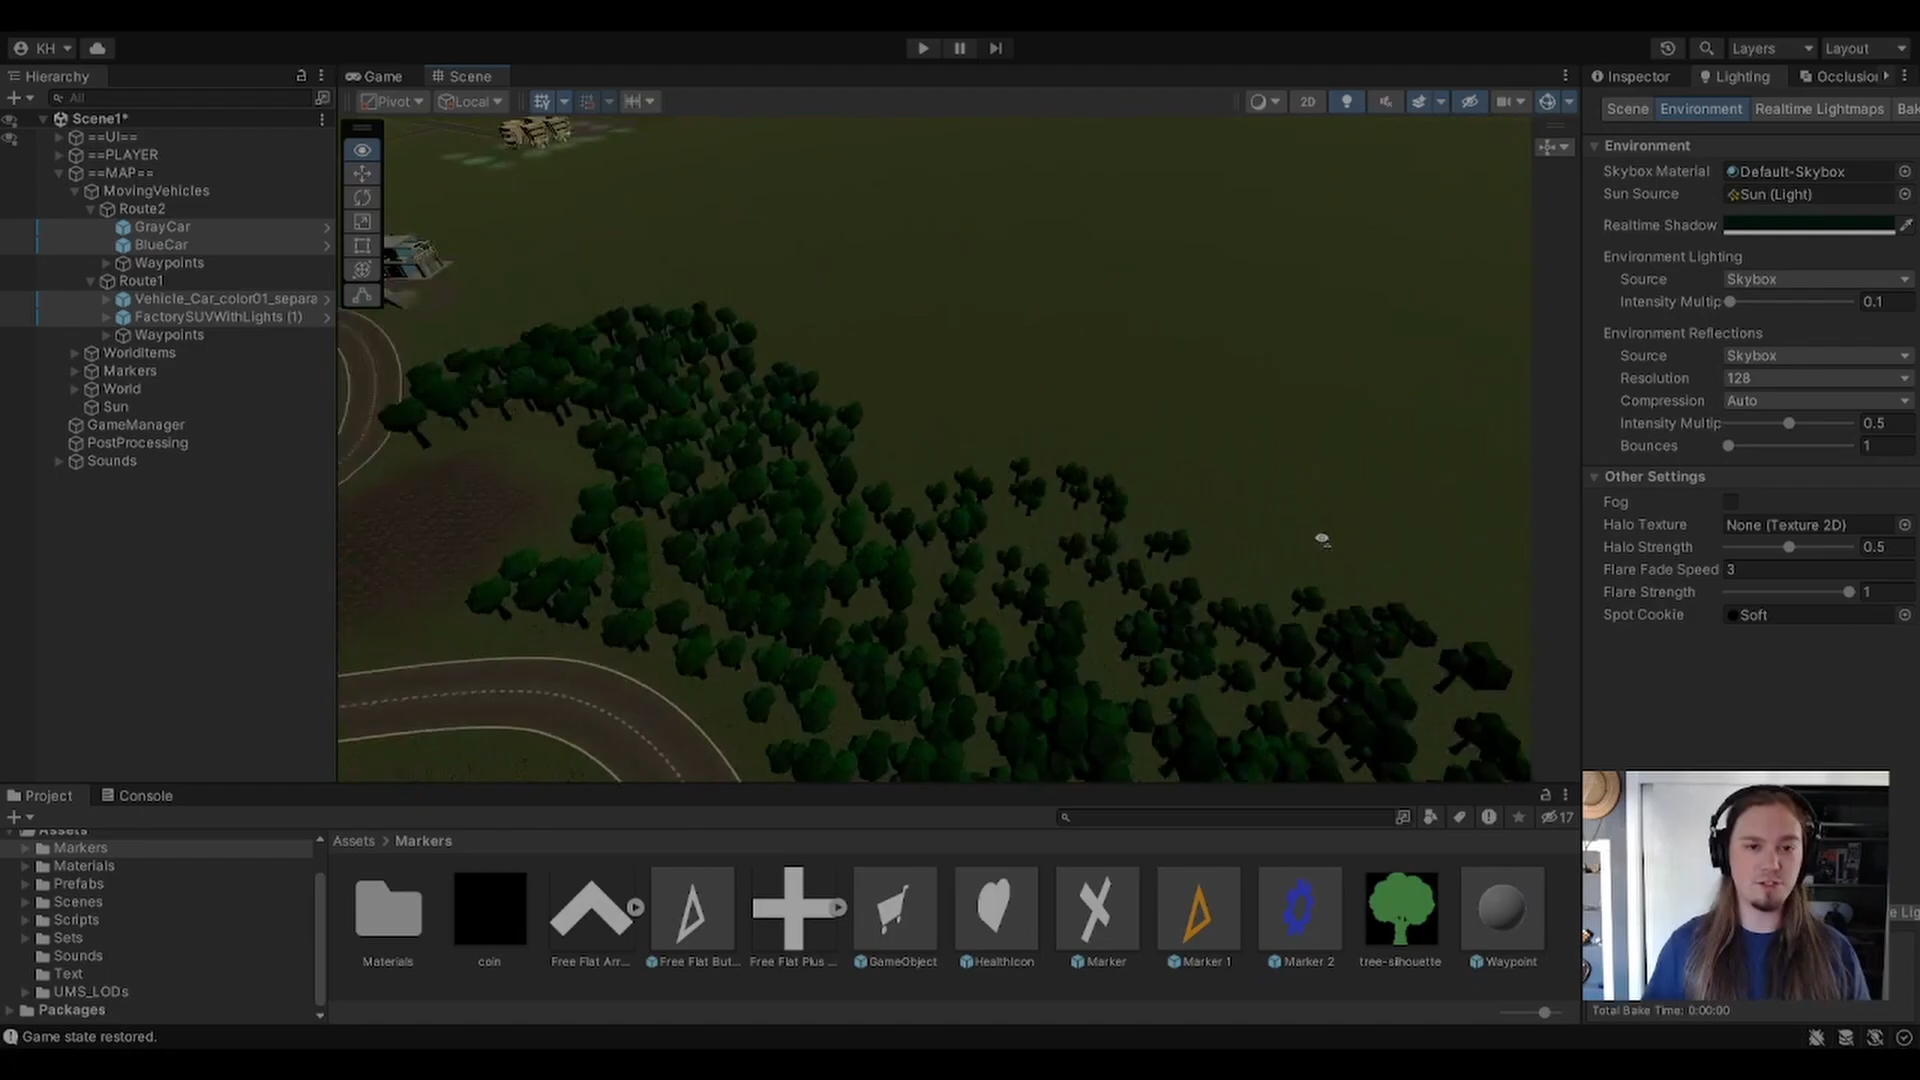 KH
Layers
Layout
Hierarchy
All
Scene1*
==UI==
==PLAYER
==MAP==
MovingVehicles
Route2
GrayCar
BlueCar
Waypoints
Route1
Vehicle_Car_color01_separa
FactorySUVWithLights (1)
Waypoints
WorldItems
Markers
World
Sun
GameManager
PostProcessing
Sounds
Game
Scene
Pivot
Local
2D
Inspector
Lighting
Occlusio
Scene
Environment
Realtime Lightmaps
Bak
Environment
Skybox Material
Default-Skybox
Sun Source
Sun (Light)
Realtime Shadow
Environment Lighting
Source
Skybox
Intensity Multip
0.1
Environment Reflections
Source
Skybox
Resolution
128
Compression
Auto
Intensity Multip
0.5
Bounces
1
Other Settings
Fog
Halo Texture
None (Texture 2D)
Halo Strength
0.5
Flare Fade Speed
3
Flare Strength
1
Spot Cookie
Soft
e Lig
Total Bake Time: 0:00:00
Project
Console
17
Assets
Markers
Materials
Prefabs
Scenes
Scripts
Sets
Sounds
Text
UMS_LODs
Packages
Assets > Markers
Materials
coin
Free Flat Arr...
Free Flat But...
Free Flat Plus ...
GameObject
HealthIcon
Marker
Marker 1
Marker 2
tree-silhouette
Waypoint
Game state restored.